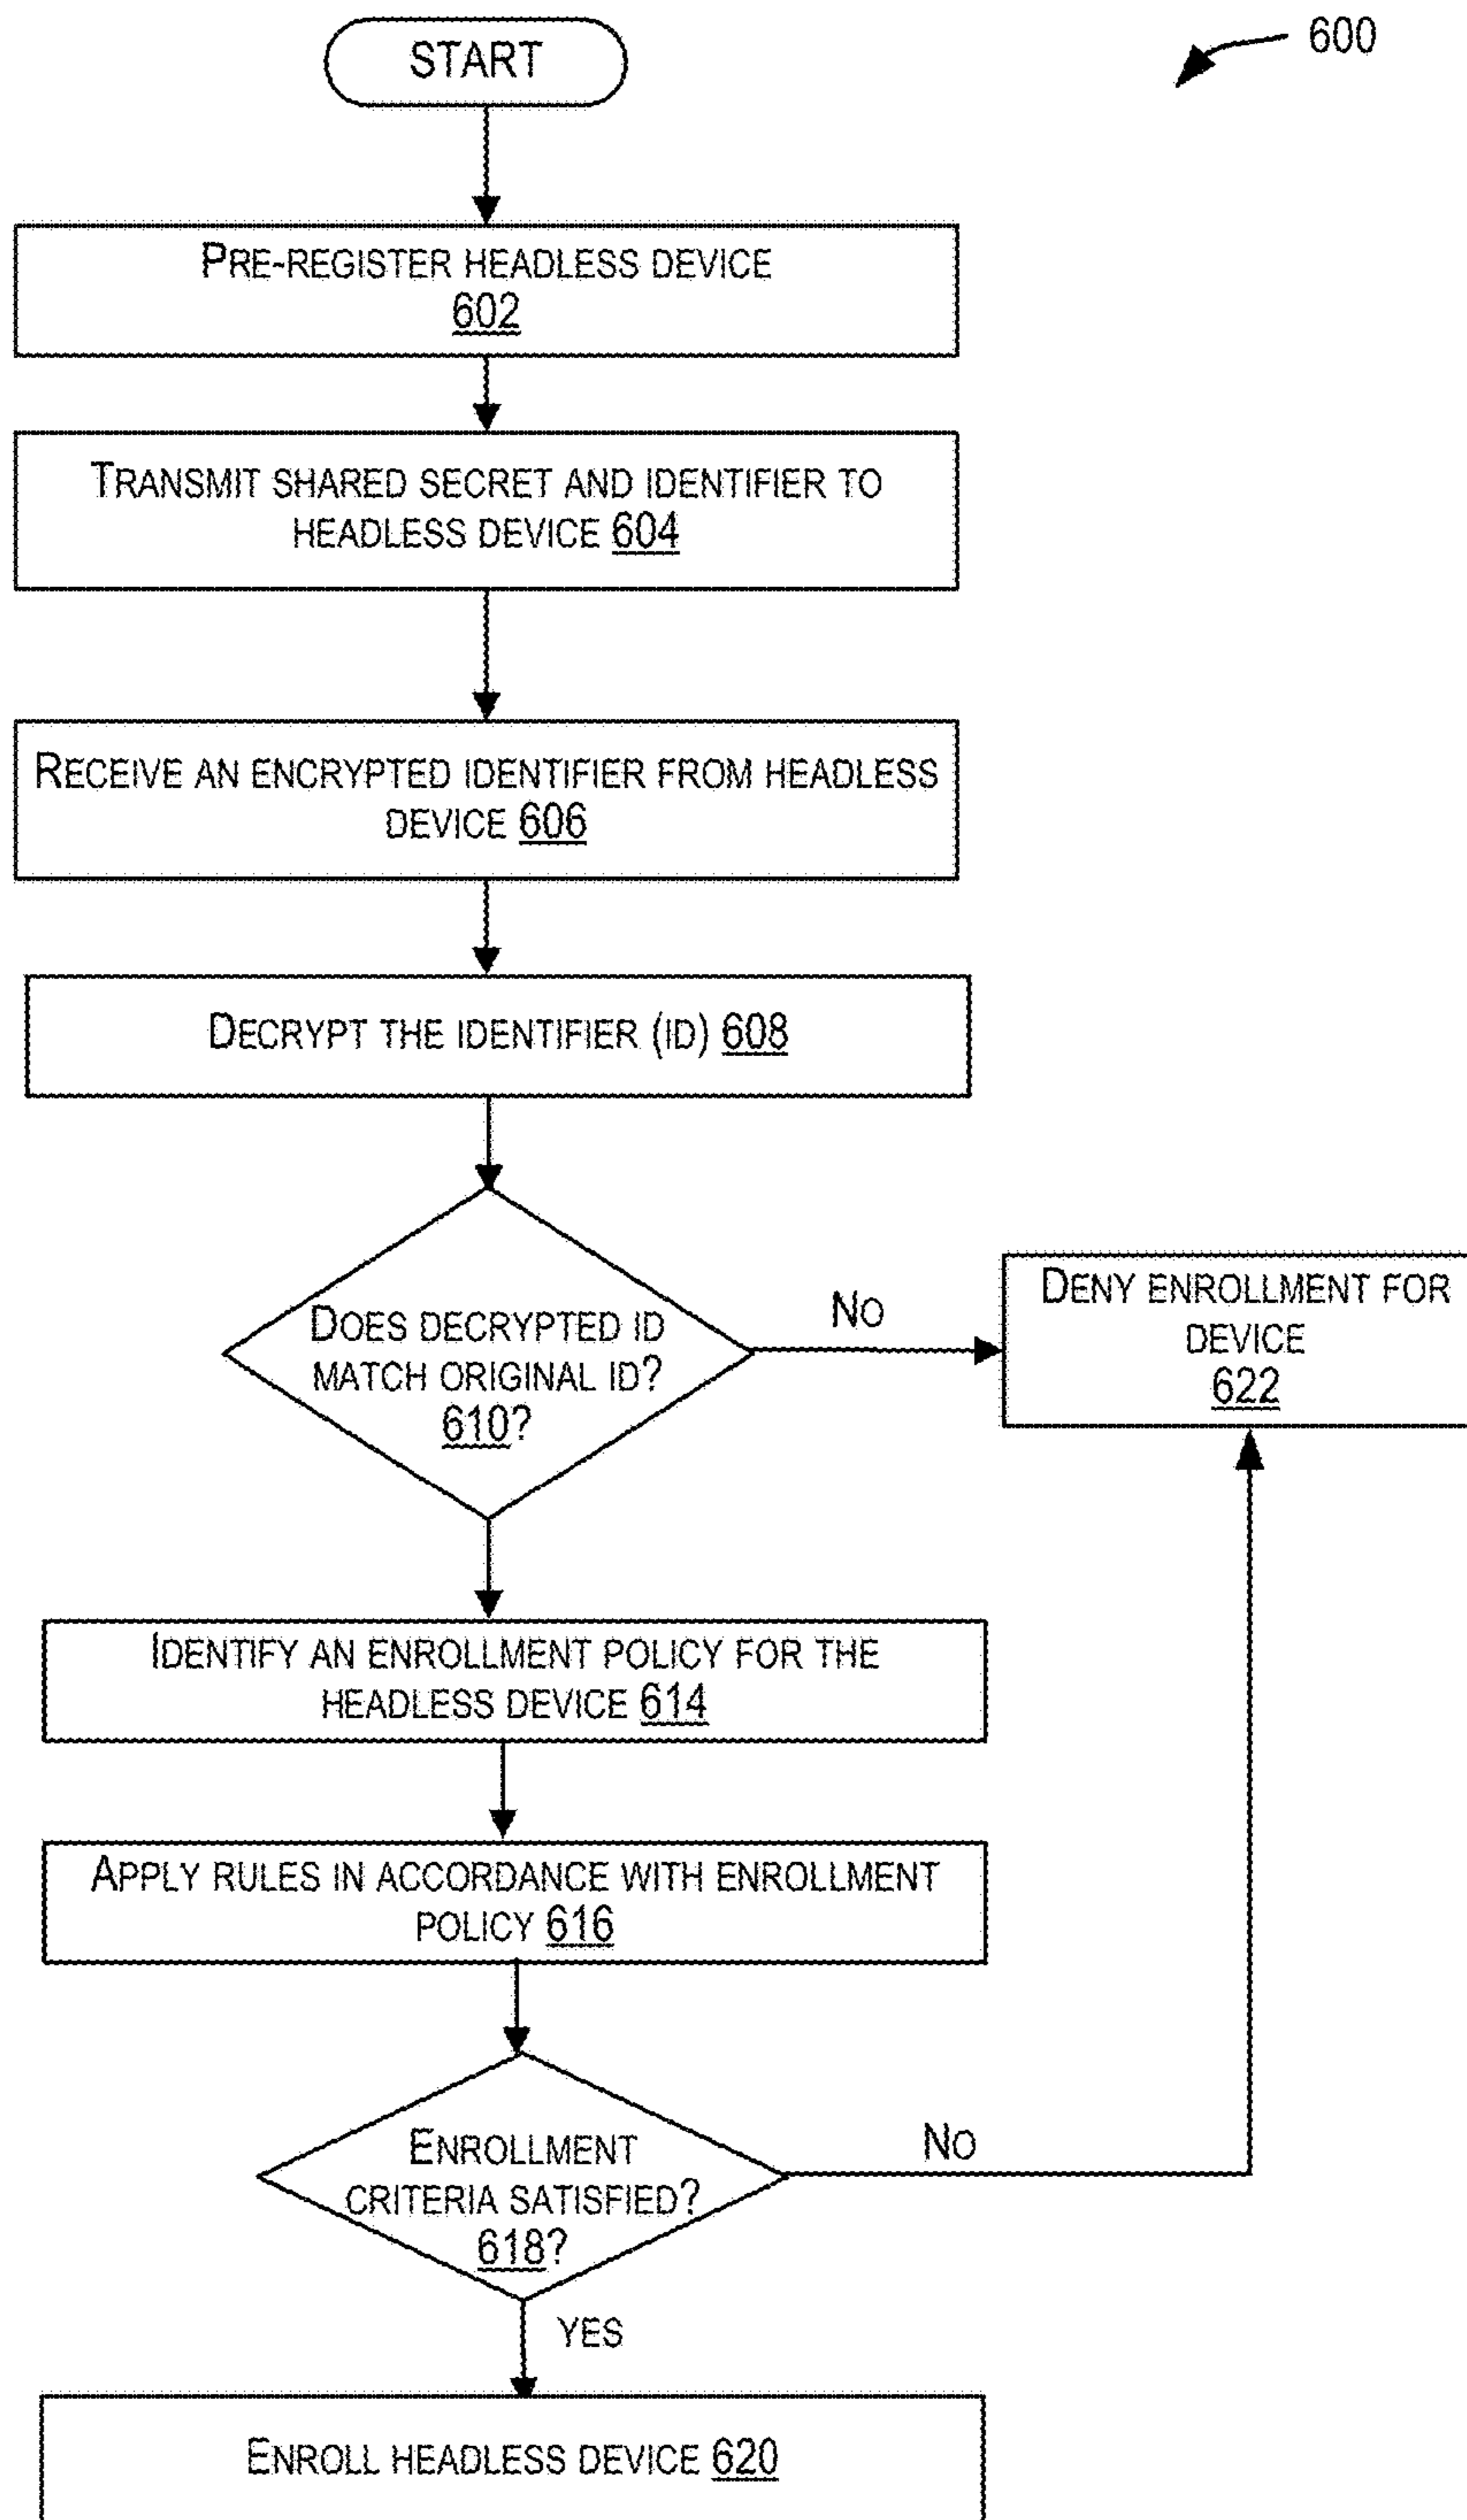 START
600
PRE-REGISTER HEADLESS DEVICE
602
TRANSMIT SHARED SECRET AND IDENTIFIER TO
HEADLESS DEVICE 604
RECEIVE AN ENCRYPTED IDENTIFIER FROM HEADLESS
DEVICE 606
DECRYPT THE IDENTIFIER (ID) 608
DOES DECRYPTED ID
MATCH ORIGINAL ID?
610?
NO
DENY ENROLLMENT FOR
DEVICE
622
IDENTIFY AN ENROLLMENT POLICY FOR THE
HEADLESS DEVICE 614
APPLY RULES IN ACCORDANCE WITH ENROLLMENT
POLICY 616
ENROLLMENT
CRITERIA SATISFIED?
618?
NO
YES
ENROLL HEADLESS DEVICE 620